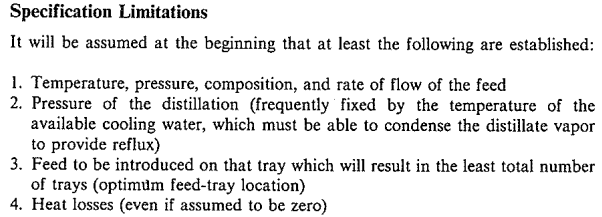 Specification Limitations
It will be assumed at the beginning that at least the following are established:
1. Temperature, pressure, composition, and rate of flow of the feed
2. Pressure of the distillation (frequently fixed by the temperature of the
available cooling water, which must be able to condense the distillate vapor
to provide reflux)
3. Feed to be introduced on that tray which will result in the least total number
of trays (optimum feed-tray location)
4. Heat losses (even if assumed to be zero)